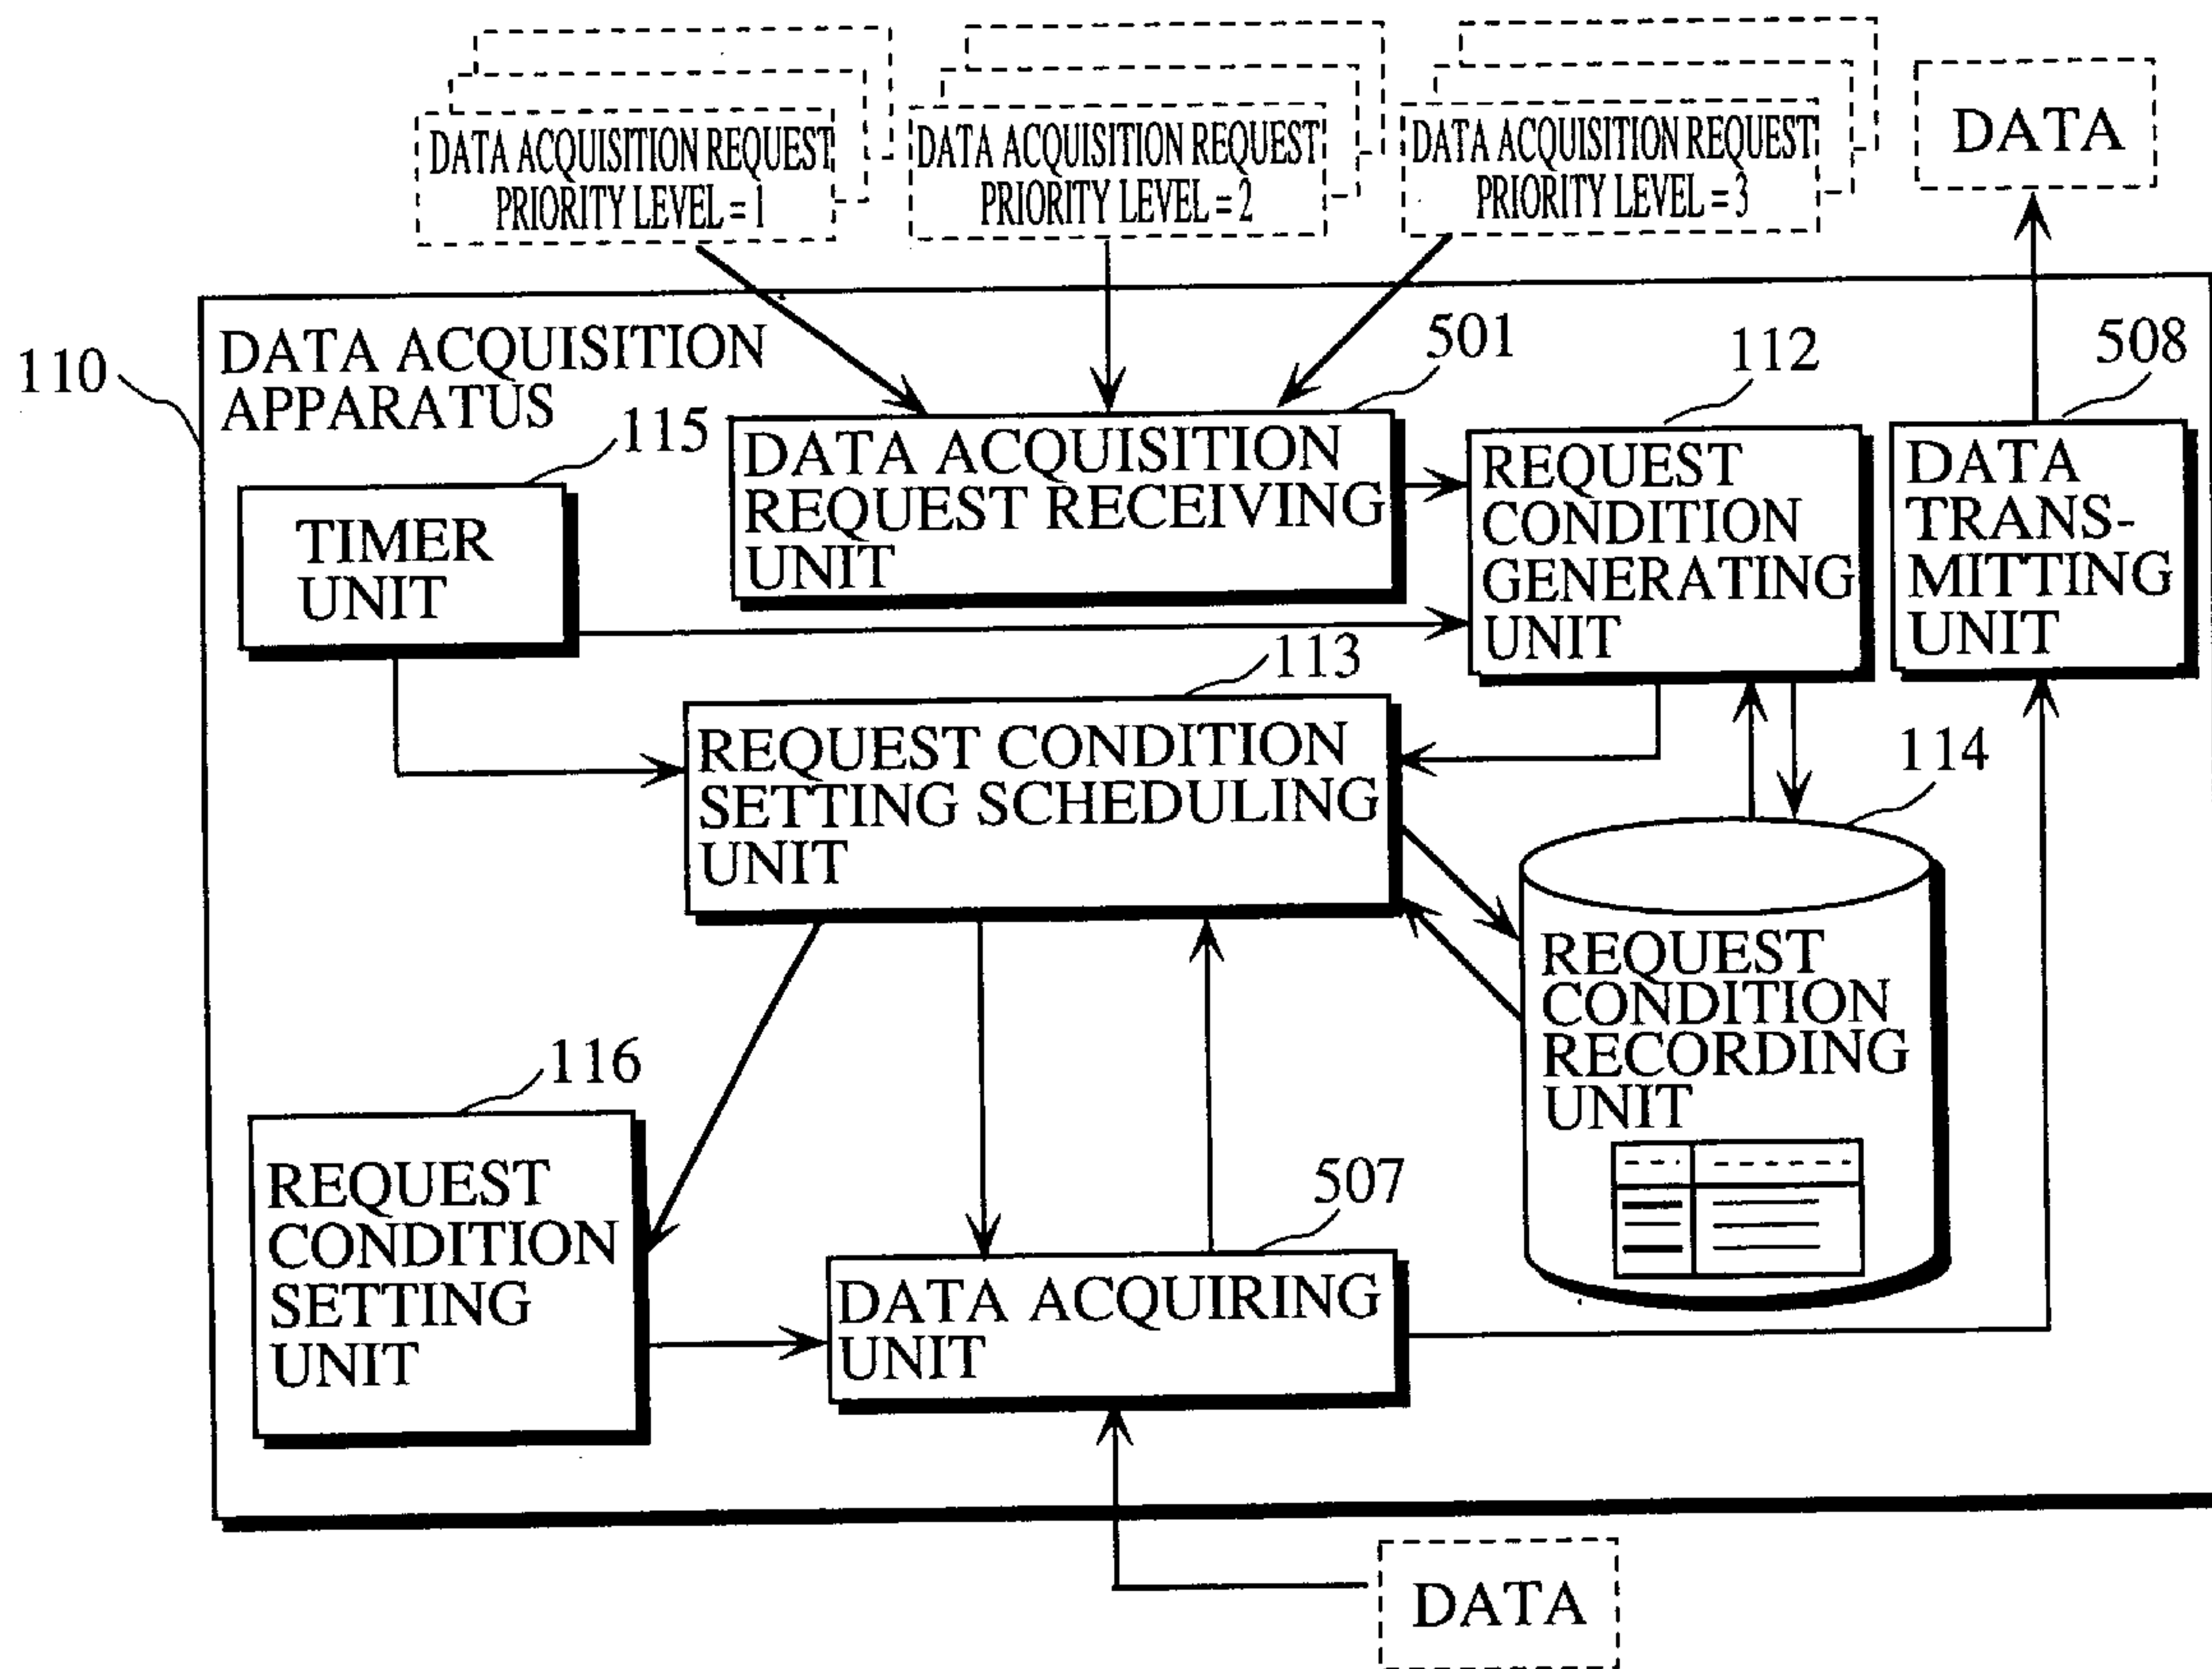 DATA ACQUISITION REQUEST
PRIORITY LEVEL = 1
DATA ACQUISITION REQUEST
PRIORITY LEVEL = 2
DATA ACQUISITION REQUEST
PRIORITY LEVEL = 3
DATA
110
DATA ACQUISITION
APPARATUS
115
TIMER
UNIT
501
DATA ACQUISITION
REQUEST RECEIVING
UNIT
112
REQUEST
CONDITION
GENERATING
UNIT
508
DATA
TRANS-
MITTING
UNIT
113
REQUEST CONDITION
SETTING SCHEDULING
UNIT
114
REQUEST
CONDITION
RECORDING
UNIT
116
REQUEST
CONDITION
SETTING
UNIT
507
DATA ACQUIRING
UNIT
DATA